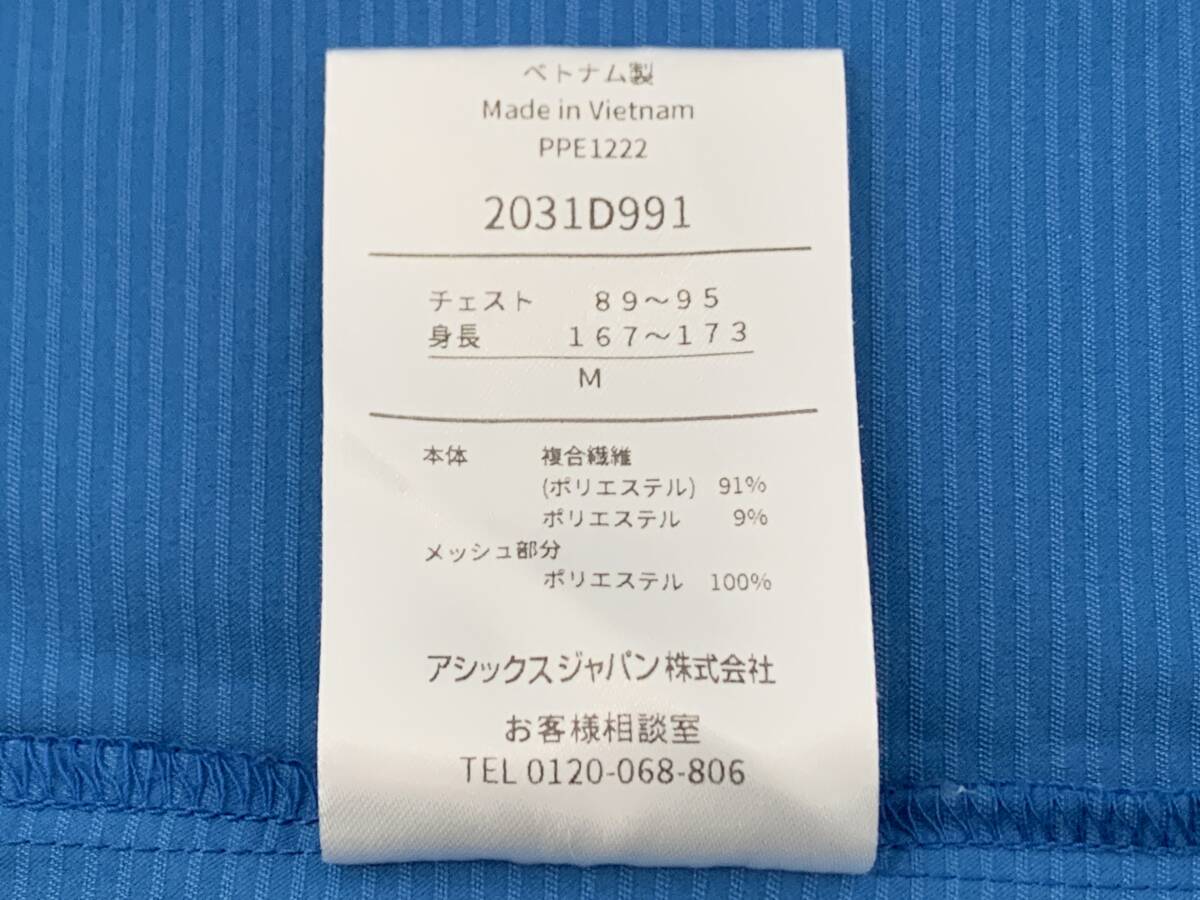 ベトナム製
Made in Vietnam
PPE1222
2031D991
チェスト 89～95
身長 167～173
M
本体 複合繊維
(ポリエステル) 91%
ポリエステル 9%
メッシュ部分
ポリエステル 100%
アシックスジャパン株式会社
お客様相談室
TEL 0120-068-806